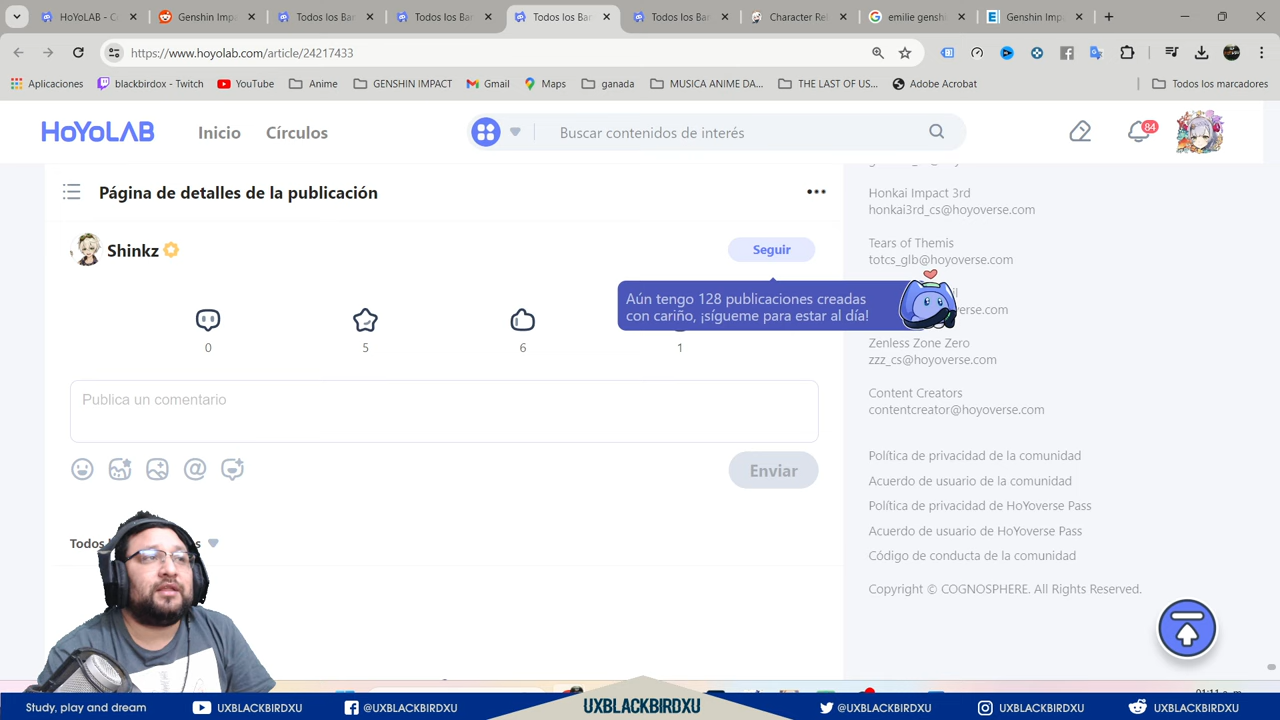 HoYoLAB - C
Genshin Imp
Todos los Ba
Todos los Ba
Todos los Ba
Todos los Ba
Character Re
emilie gensh
Genshin Imp
https://www.hoyolab.com/article/24217433
Aplicaciones
blackbirdox - Twitch
YouTube
Anime
GENSHIN IMPACT
Gmail
Maps
ganada
MUSICA ANIME DA...
THE LAST OF US...
Adobe Acrobat
Todos los marcadores
HoYoLAB
Inicio
Círculos
Buscar contenidos de interés
84
Página de detalles de la publicación
Shinkz
Seguir
Aún tengo 128 publicaciones creadas
con cariño, ¡sígueme para estar al día!
0
5
6
1
Publica un comentario
Enviar
Todos
Honkai Impact 3rd
honkai3rd_cs@hoyoverse.com
Tears of Themis
totcs_glb@hoyoverse.com
Zenless Zone Zero
zzz_cs@hoyoverse.com
Content Creators
contentcreator@hoyoverse.com
Política de privacidad de la comunidad
Acuerdo de usuario de la comunidad
Política de privacidad de HoYoverse Pass
Acuerdo de usuario de HoYoverse Pass
Código de conducta de la comunidad
Copyright © COGNOSPHERE. All Rights Reserved.
Study, play and dream
UXBLACKBIRDXU
@UXBLACKBIRDXU
UXBLACKBIRDXU
@UXBLACKBIRDXU
UXBLACKBIRDXU
UXBLACKBIRDXU